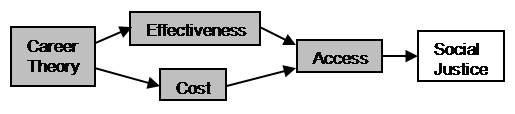 Career
Theory
Effectiveness
Cost
Access
Social
Justice